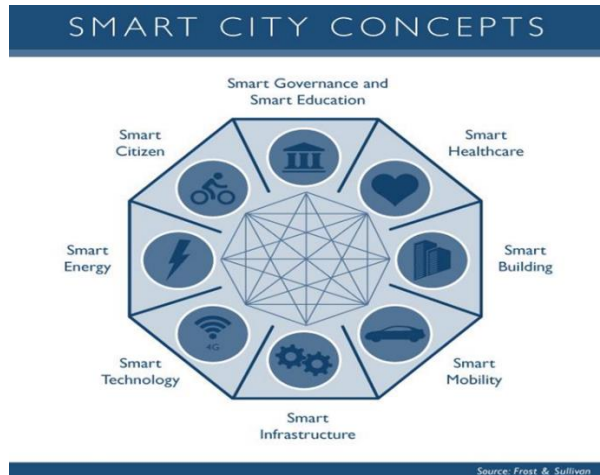 SMART CITY CONCEPTS
Smart Governance and
Smart Education
Smart
Citizen
Smart
Healthcare
Smart
Energy
Smart
Building
4G
Smart
Technology
Smart
Mobility
Smart
Infrastructure
Source: Frost & Sullivan